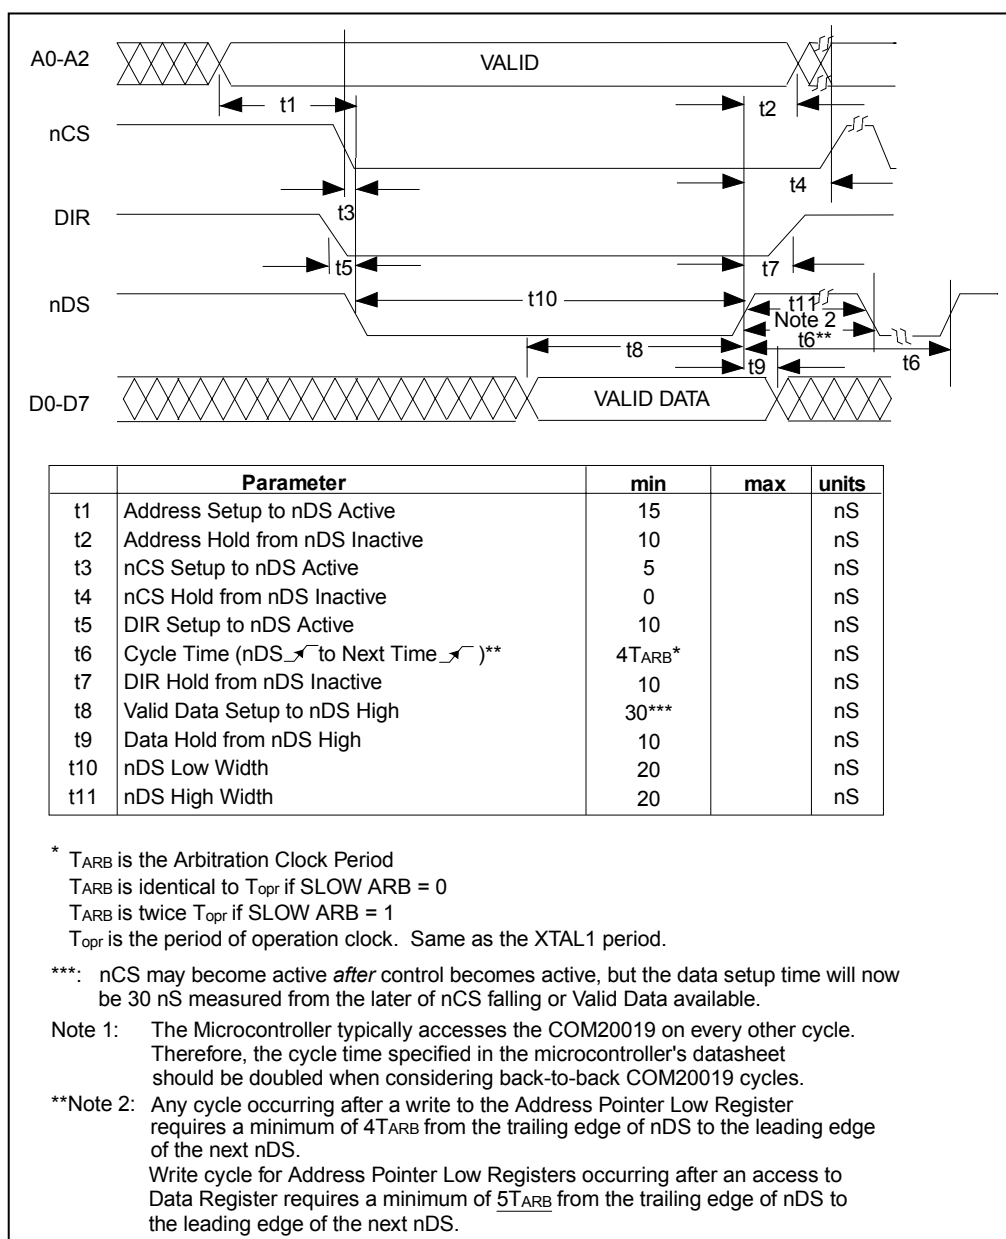 A0-A2
VALID
t1
t2
nCS
t3
t4
DIR
t5
t7
nDS
t10
t11
Note 2
t6**
t8
t6
t9
D0-D7
VALID DATA
Parameter min max units
t1 Address Setup to nDS Active 15 nS
t2 Address Hold from nDS Inactive 10 nS
t3 nCS Setup to nDS Active 5 nS
t4 nCS Hold from nDS Inactive 0 nS
t5 DIR Setup to nDS Active 10 nS
t6 Cycle Time (nDS to Next Time )** 4TARB* nS
t7 DIR Hold from nDS Inactive 10 nS
t8 Valid Data Setup to nDS High 30*** nS
t9 Data Hold from nDS High 10 nS
t10 nDS Low Width 20 nS
t11 nDS High Width 20 nS
* TARB is the Arbitration Clock Period
TARB is identical to Topr if SLOW ARB = 0
TARB is twice Topr if SLOW ARB = 1
Topr is the period of operation clock. Same as the XTAL1 period.
***: nCS may become active after control becomes active, but the data setup time will now
be 30 nS measured from the later of nCS falling or Valid Data available.
Note 1: The Microcontroller typically accesses the COM20019 on every other cycle.
Therefore, the cycle time specified in the microcontroller's datasheet
should be doubled when considering back-to-back COM20019 cycles.
**Note 2: Any cycle occurring after a write to the Address Pointer Low Register
requires a minimum of 4TARB from the trailing edge of nDS to the leading edge
of the next nDS.
Write cycle for Address Pointer Low Registers occurring after an access to
Data Register requires a minimum of 5TARB from the trailing edge of nDS to
the leading edge of the next nDS.